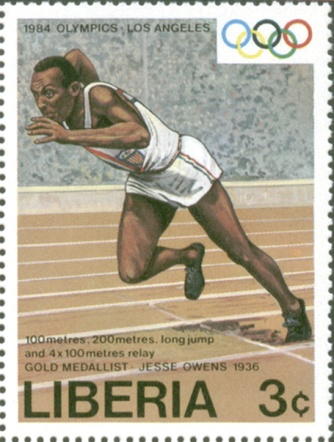 1984 OLYMPICS · LOS ANGELES
100metres, 200metres, long jump
and 4x100metres relay
GOLD MEDALLIST · JESSE OWENS 1936
LIBERIA 3¢